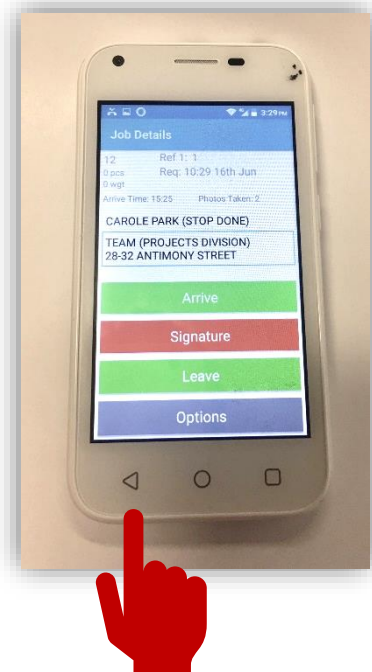 3:29 PM
Job Details
12 Ref 1: 1
0 pcs Req: 10:29 16th Jun
0 wgt
Arrive Time: 15:25 Photos Taken: 2
CAROLE PARK (STOP DONE)
TEAM (PROJECTS DIVISION)
28-32 ANTIMONY STREET
Arrive
Signature
Leave
Options